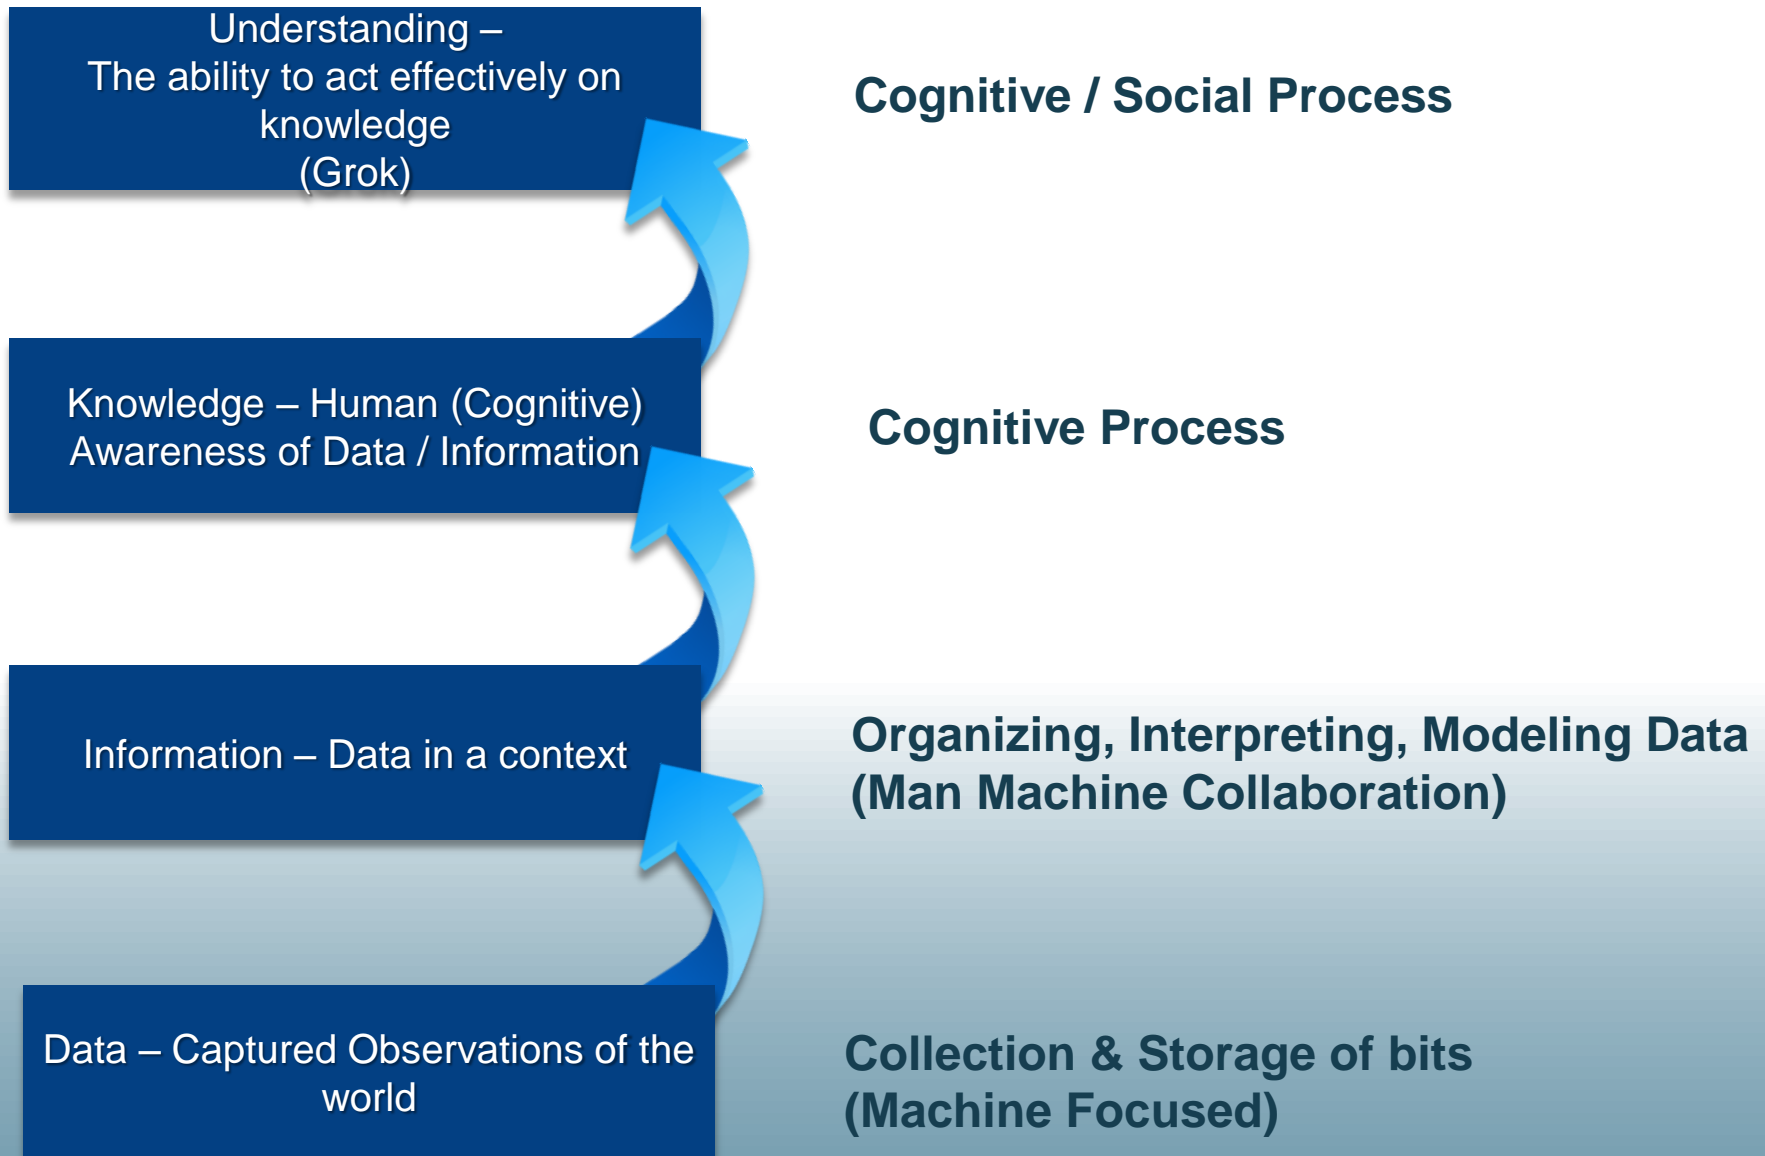 Understanding –
The ability to act effectively on
knowledge
(Grok)
Cognitive / Social Process
Knowledge – Human (Cognitive)
Awareness of Data / Information
Cognitive Process
Information – Data in a context
Organizing, Interpreting, Modeling Data
(Man Machine Collaboration)
Data – Captured Observations of the
world
Collection & Storage of bits
(Machine Focused)